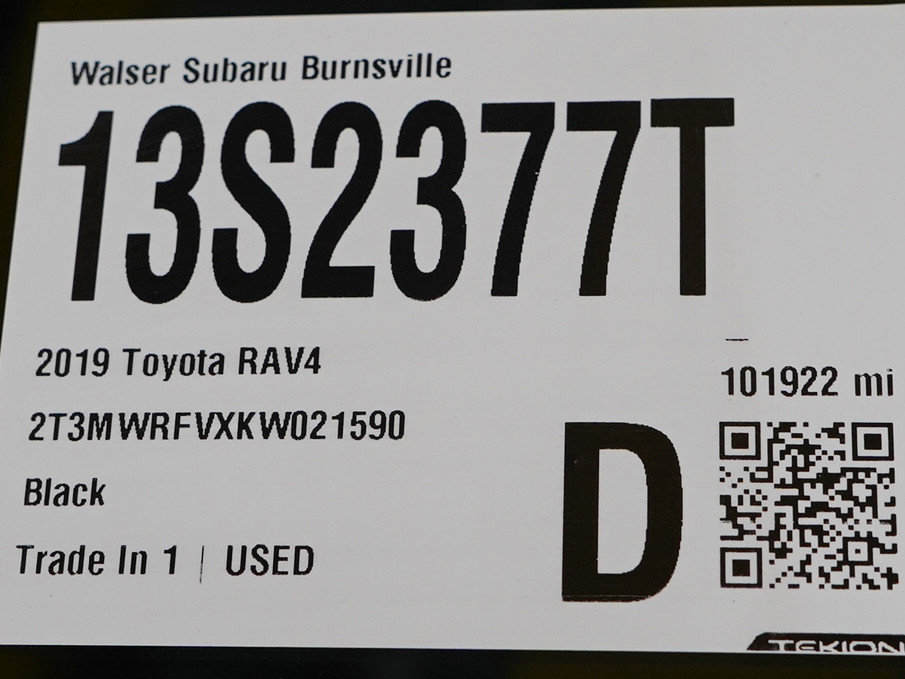 Walser Subaru Burnsville
13S2377T
2019 Toyota RAV4
101922 mi
2T3MWRFVXKW021590
D
Black
Trade In 1 | USED
TEKION